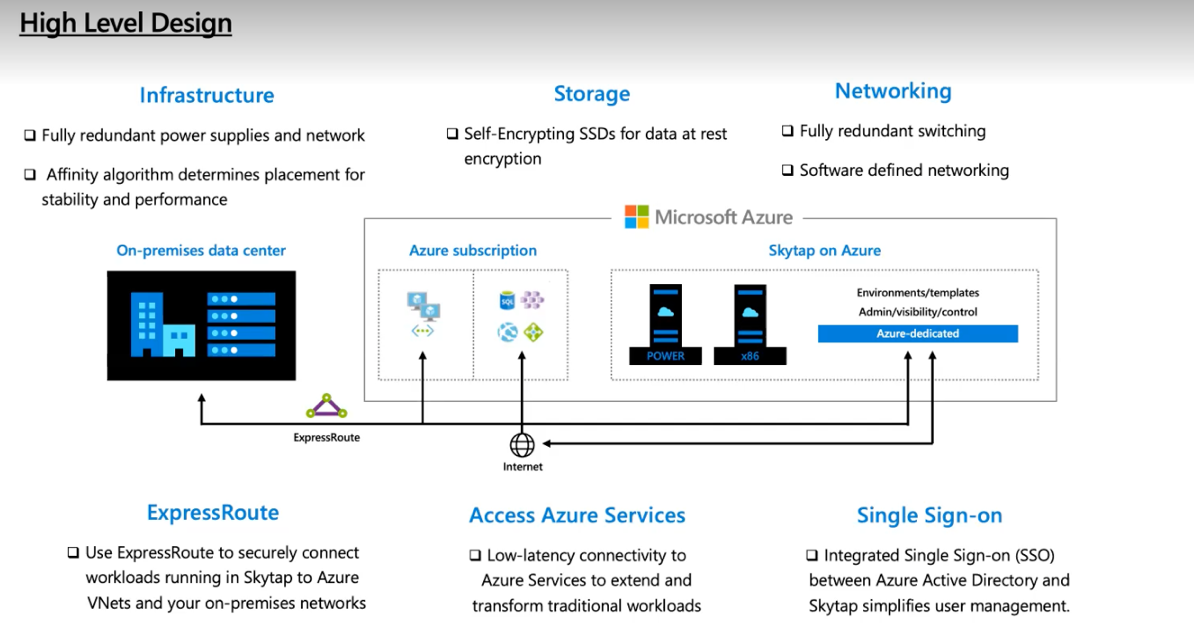 High Level Design
Infrastructure
❑ Fully redundant power supplies and network
❑ Affinity algorithm determines placement for
stability and performance
Storage
❑ Self-Encrypting SSDs for data at rest
encryption
Networking
❑ Fully redundant switching
❑ Software defined networking
Microsoft Azure
On-premises data center
Azure subscription
Skytap on Azure
SQL
POWER
x86
Environments/templates
Admin/visibility/control
Azure-dedicated
ExpressRoute
Internet
ExpressRoute
❑ Use ExpressRoute to securely connect
workloads running in Skytap to Azure
VNets and your on-premises networks
Access Azure Services
❑ Low-latency connectivity to
Azure Services to extend and
transform traditional workloads
Single Sign-on
❑ Integrated Single Sign-on (SSO)
between Azure Active Directory and
Skytap simplifies user management.